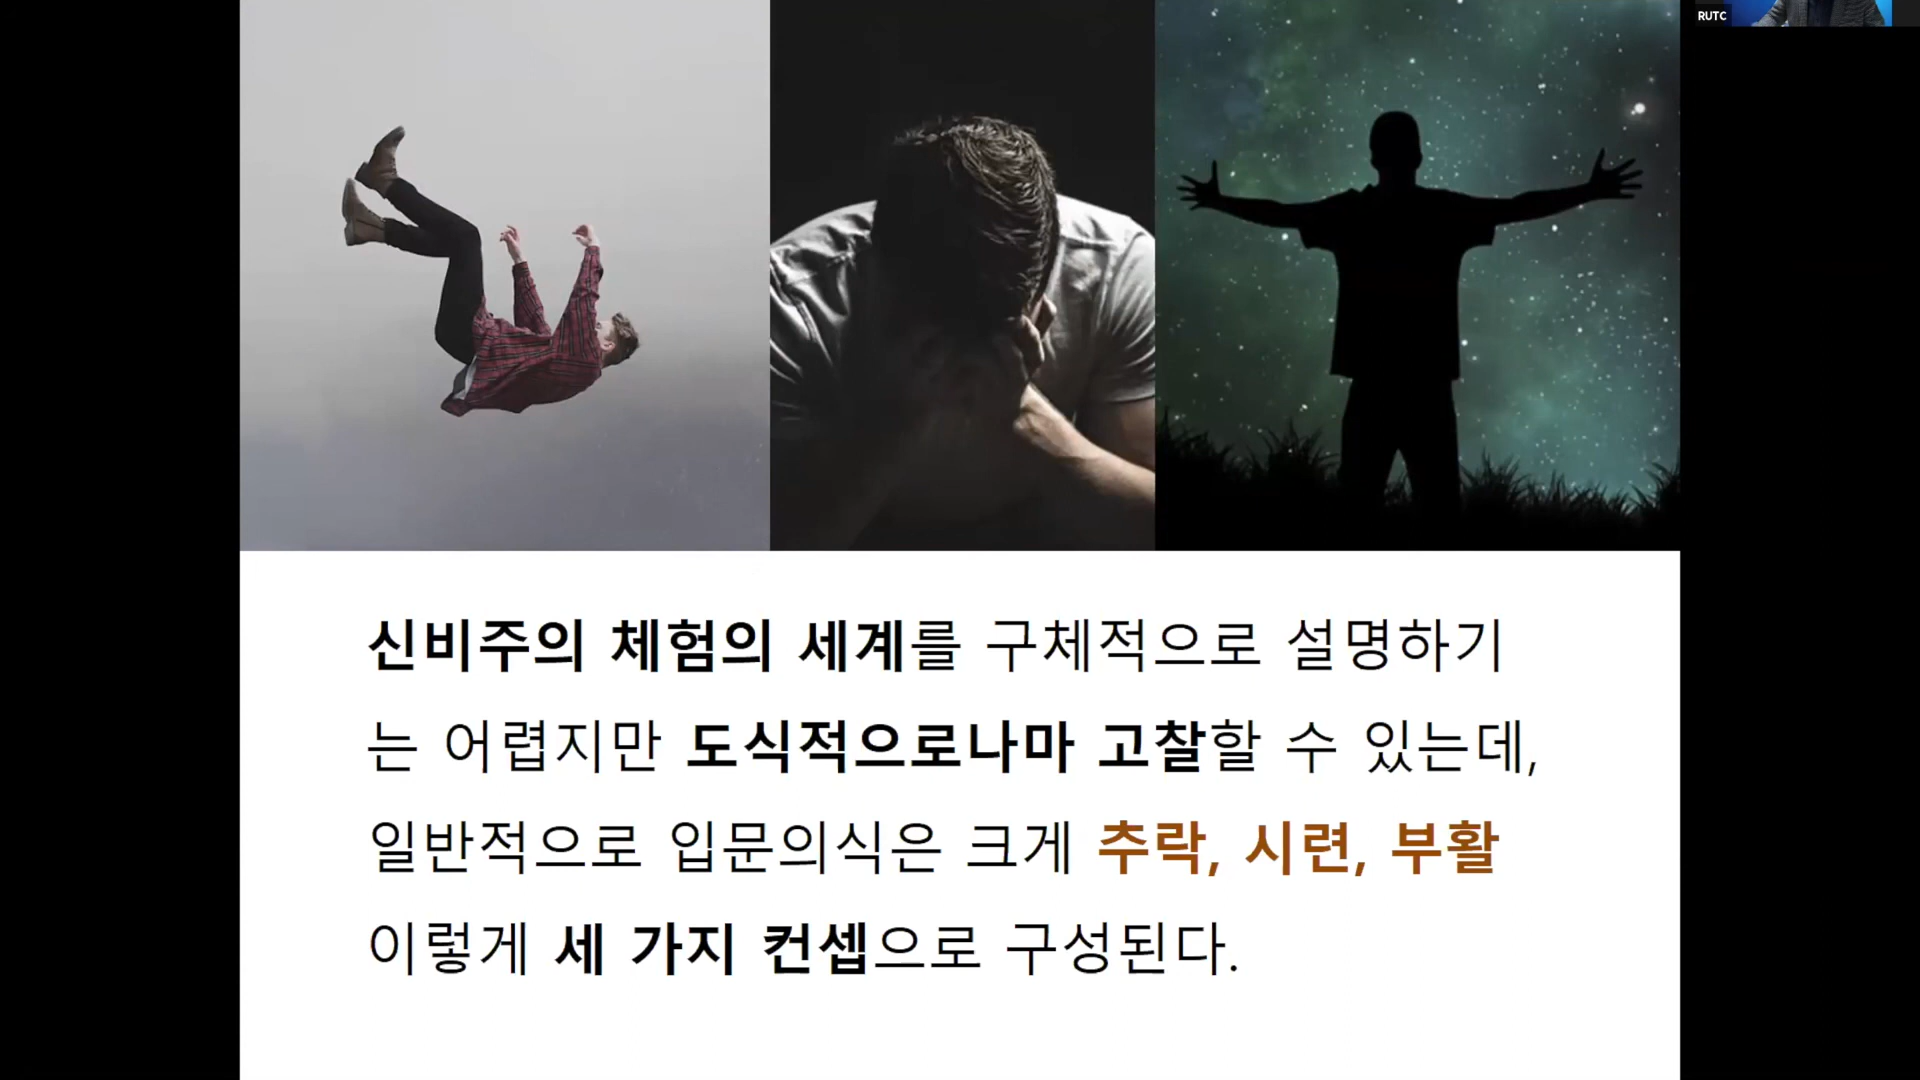 RUTC
신비주의 체험의 세계를 구체적으로 설명하기
는 어렵지만 도식적으로나마 고찰할 수 있는데,
일반적으로 입문의식은 크게 추락, 시련, 부활
이렇게 세 가지 컨셉으로 구성된다.